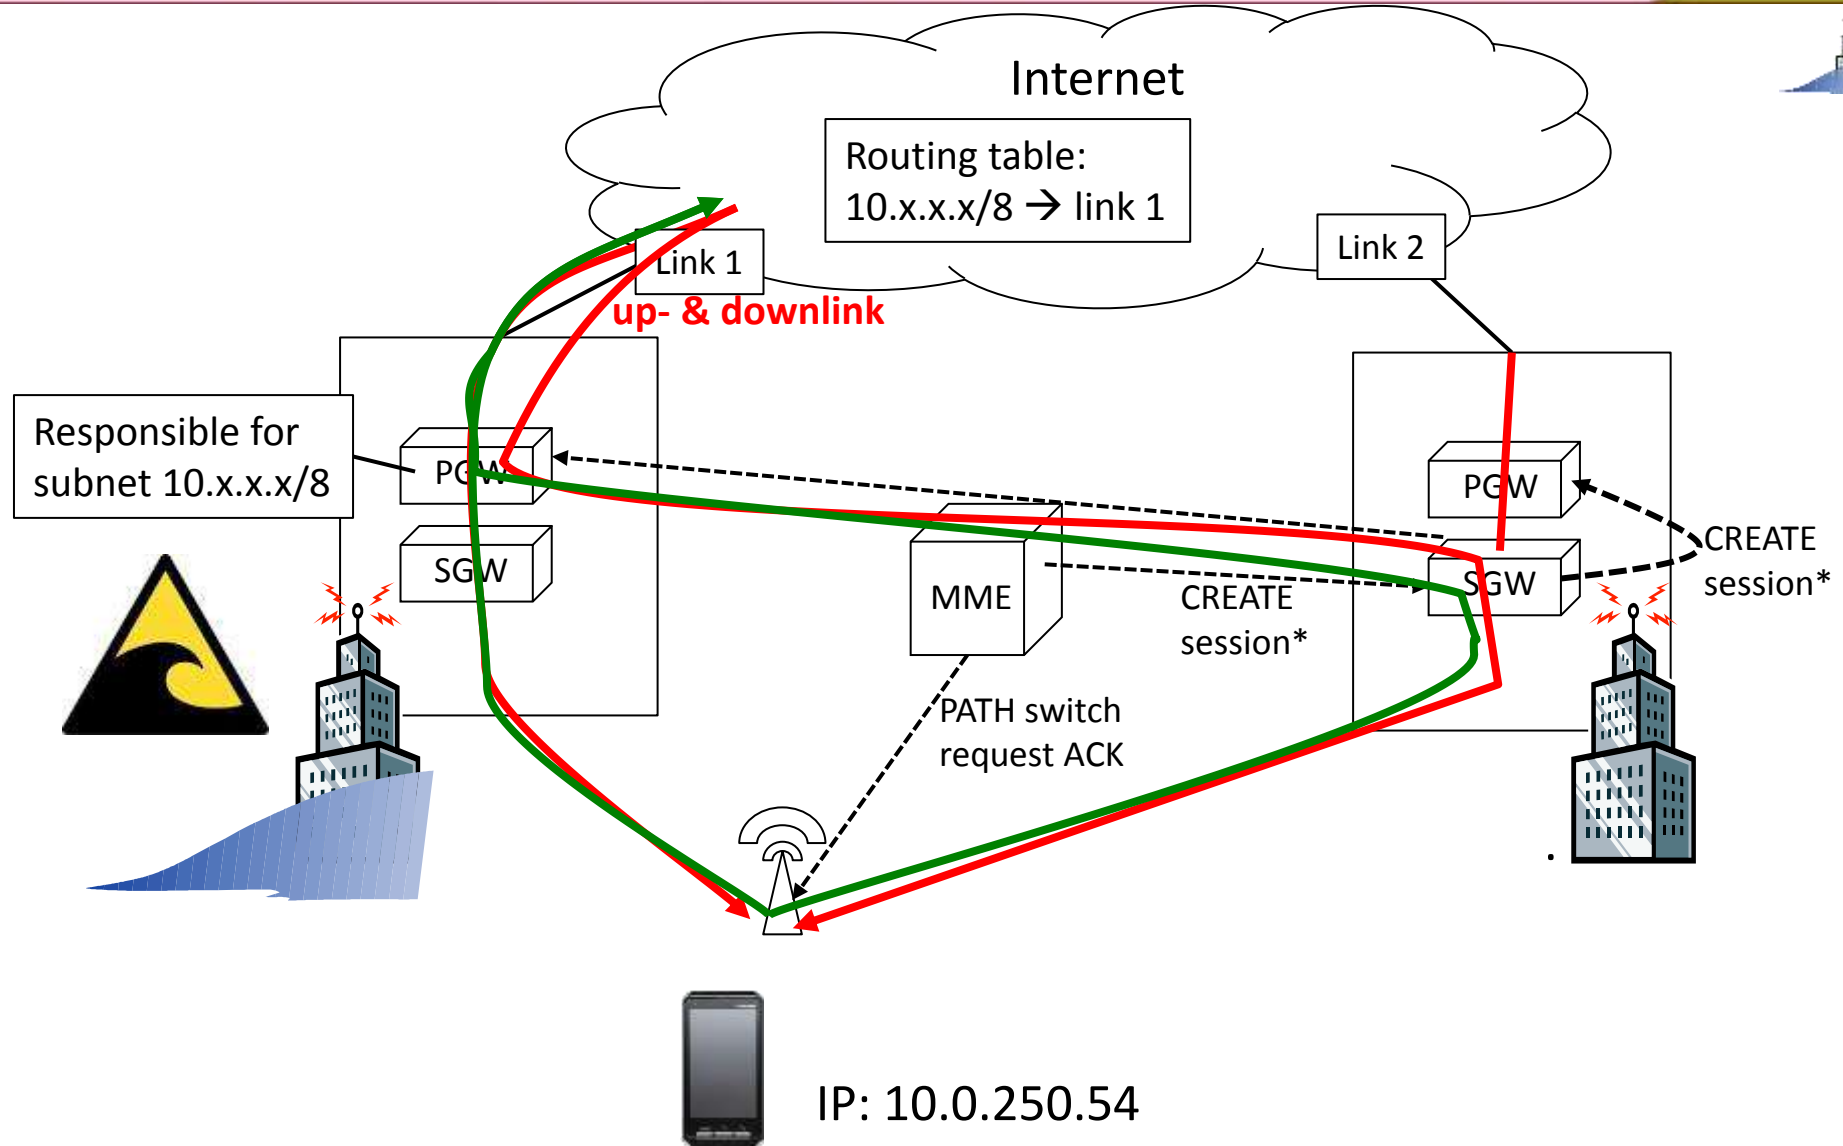 Internet
Routing table:
10.x.x.x/8 → link 1
Link 1
Link 2
up- & downlink
Responsible for
subnet 10.x.x.x/8
PGW
SGW
MME
PGW
SGW
CREATE
session*
CREATE
session*
PATH switch
request ACK
IP: 10.0.250.54